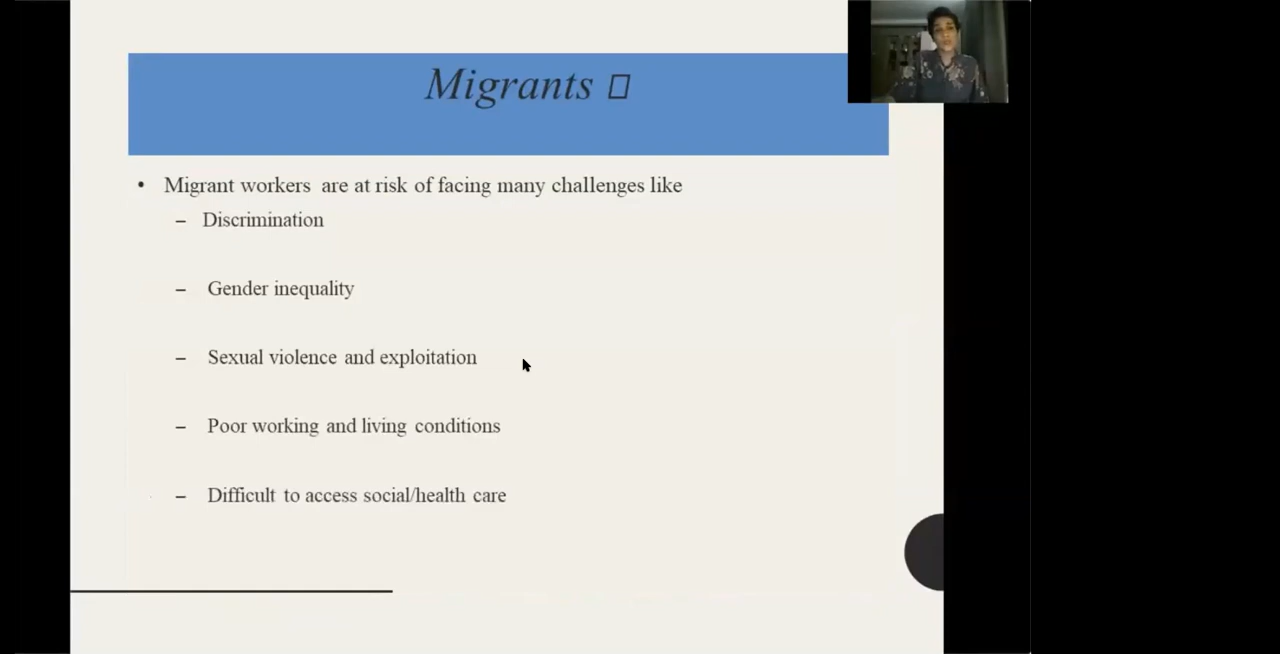 Migrants
• Migrant workers are at risk of facing many challenges like
– Discrimination
– Gender inequality
– Sexual violence and exploitation
– Poor working and living conditions
– Difficult to access social/health care